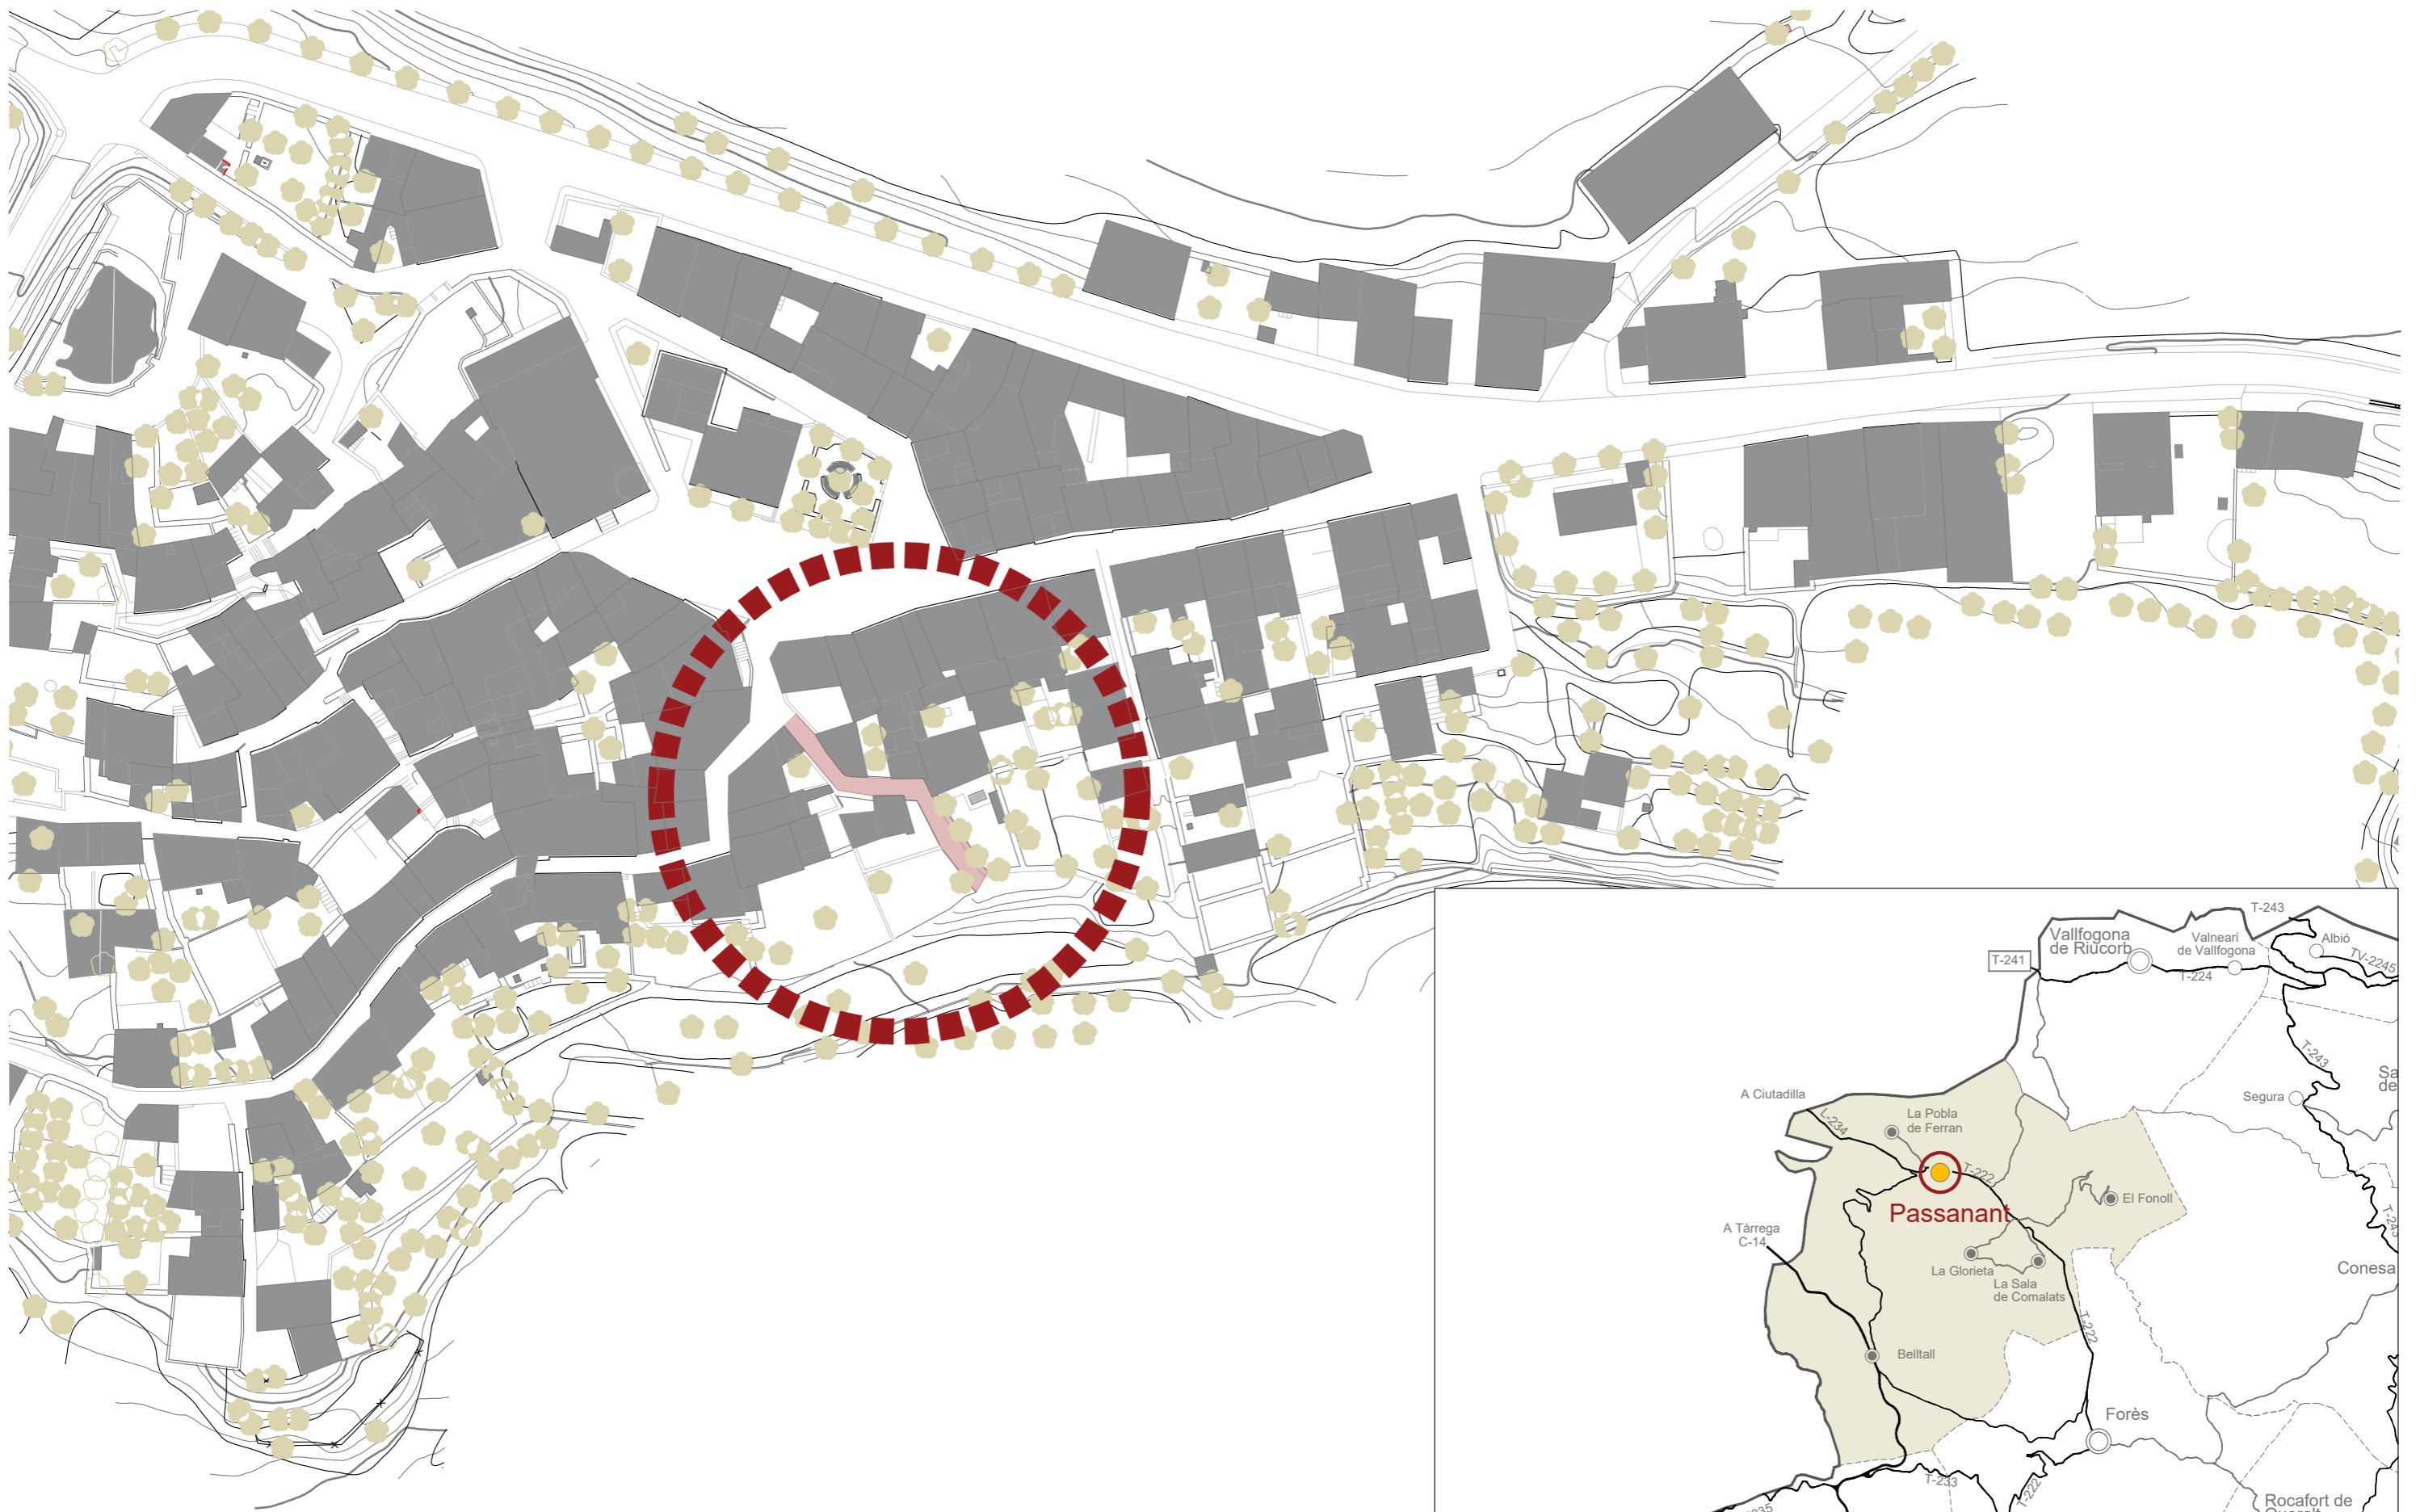 T-243
Vallfogona
de Riucorb
Valneari
de Vallfogona
Albió
T-241
TV-2245
T-224
T-243
Segura
A Ciutadilla
L-234
La Pobla
de Ferran
T-222
El Fonoll
Passanant
A Tàrrega
C-14
La Glorieta
La Sala
de Comalats
Conesa
T-222
Belltall
Forès
T-233
T-222
Rocafort de